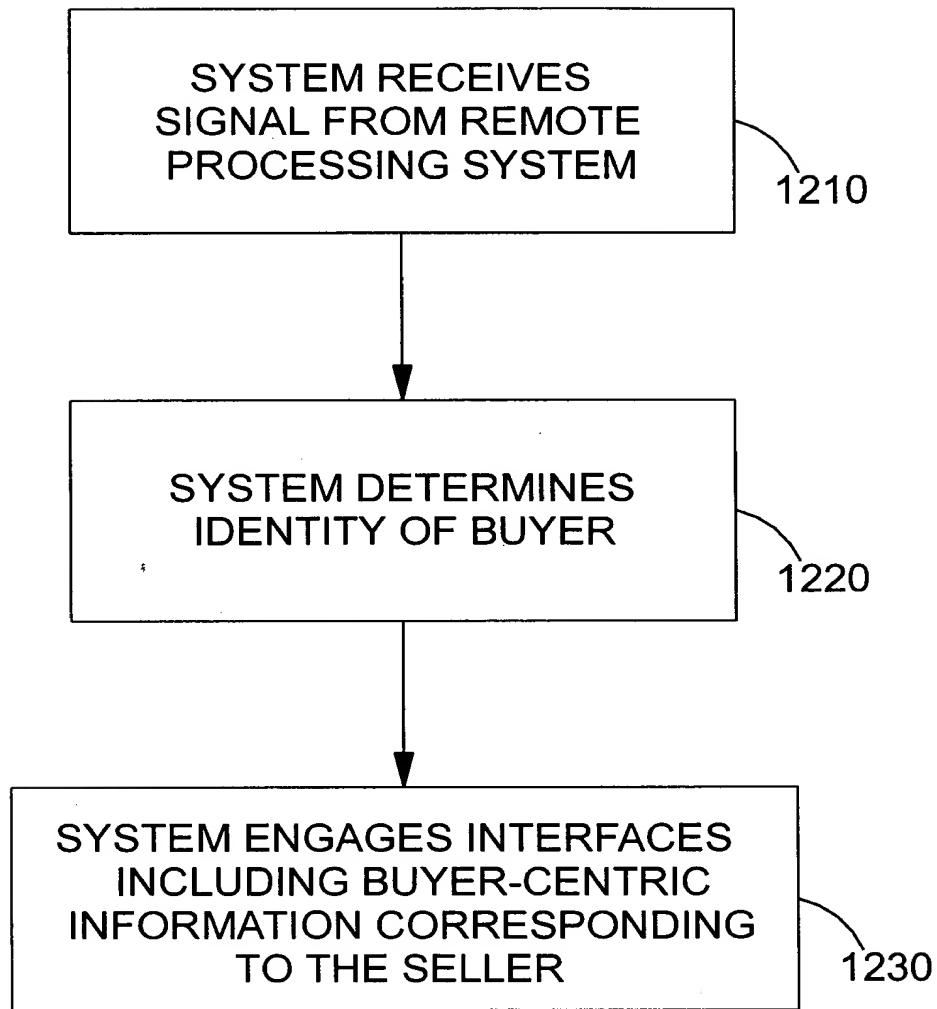 SYSTEM RECEIVES
SIGNAL FROM REMOTE
PROCESSING SYSTEM
1210
SYSTEM DETERMINES
IDENTITY OF BUYER
1220
SYSTEM ENGAGES INTERFACES
INCLUDING BUYER-CENTRIC
INFORMATION CORRESPONDING
TO THE SELLER
1230